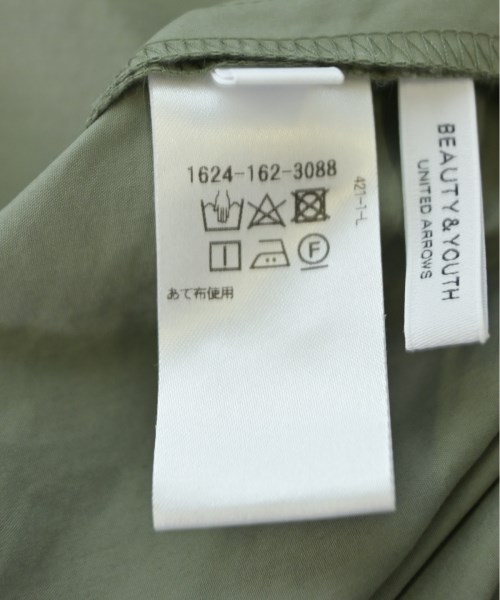 1624-162-3088
421-1-L
F
あて布使用
BEAUTY & YOUTH
UNITED ARROWS